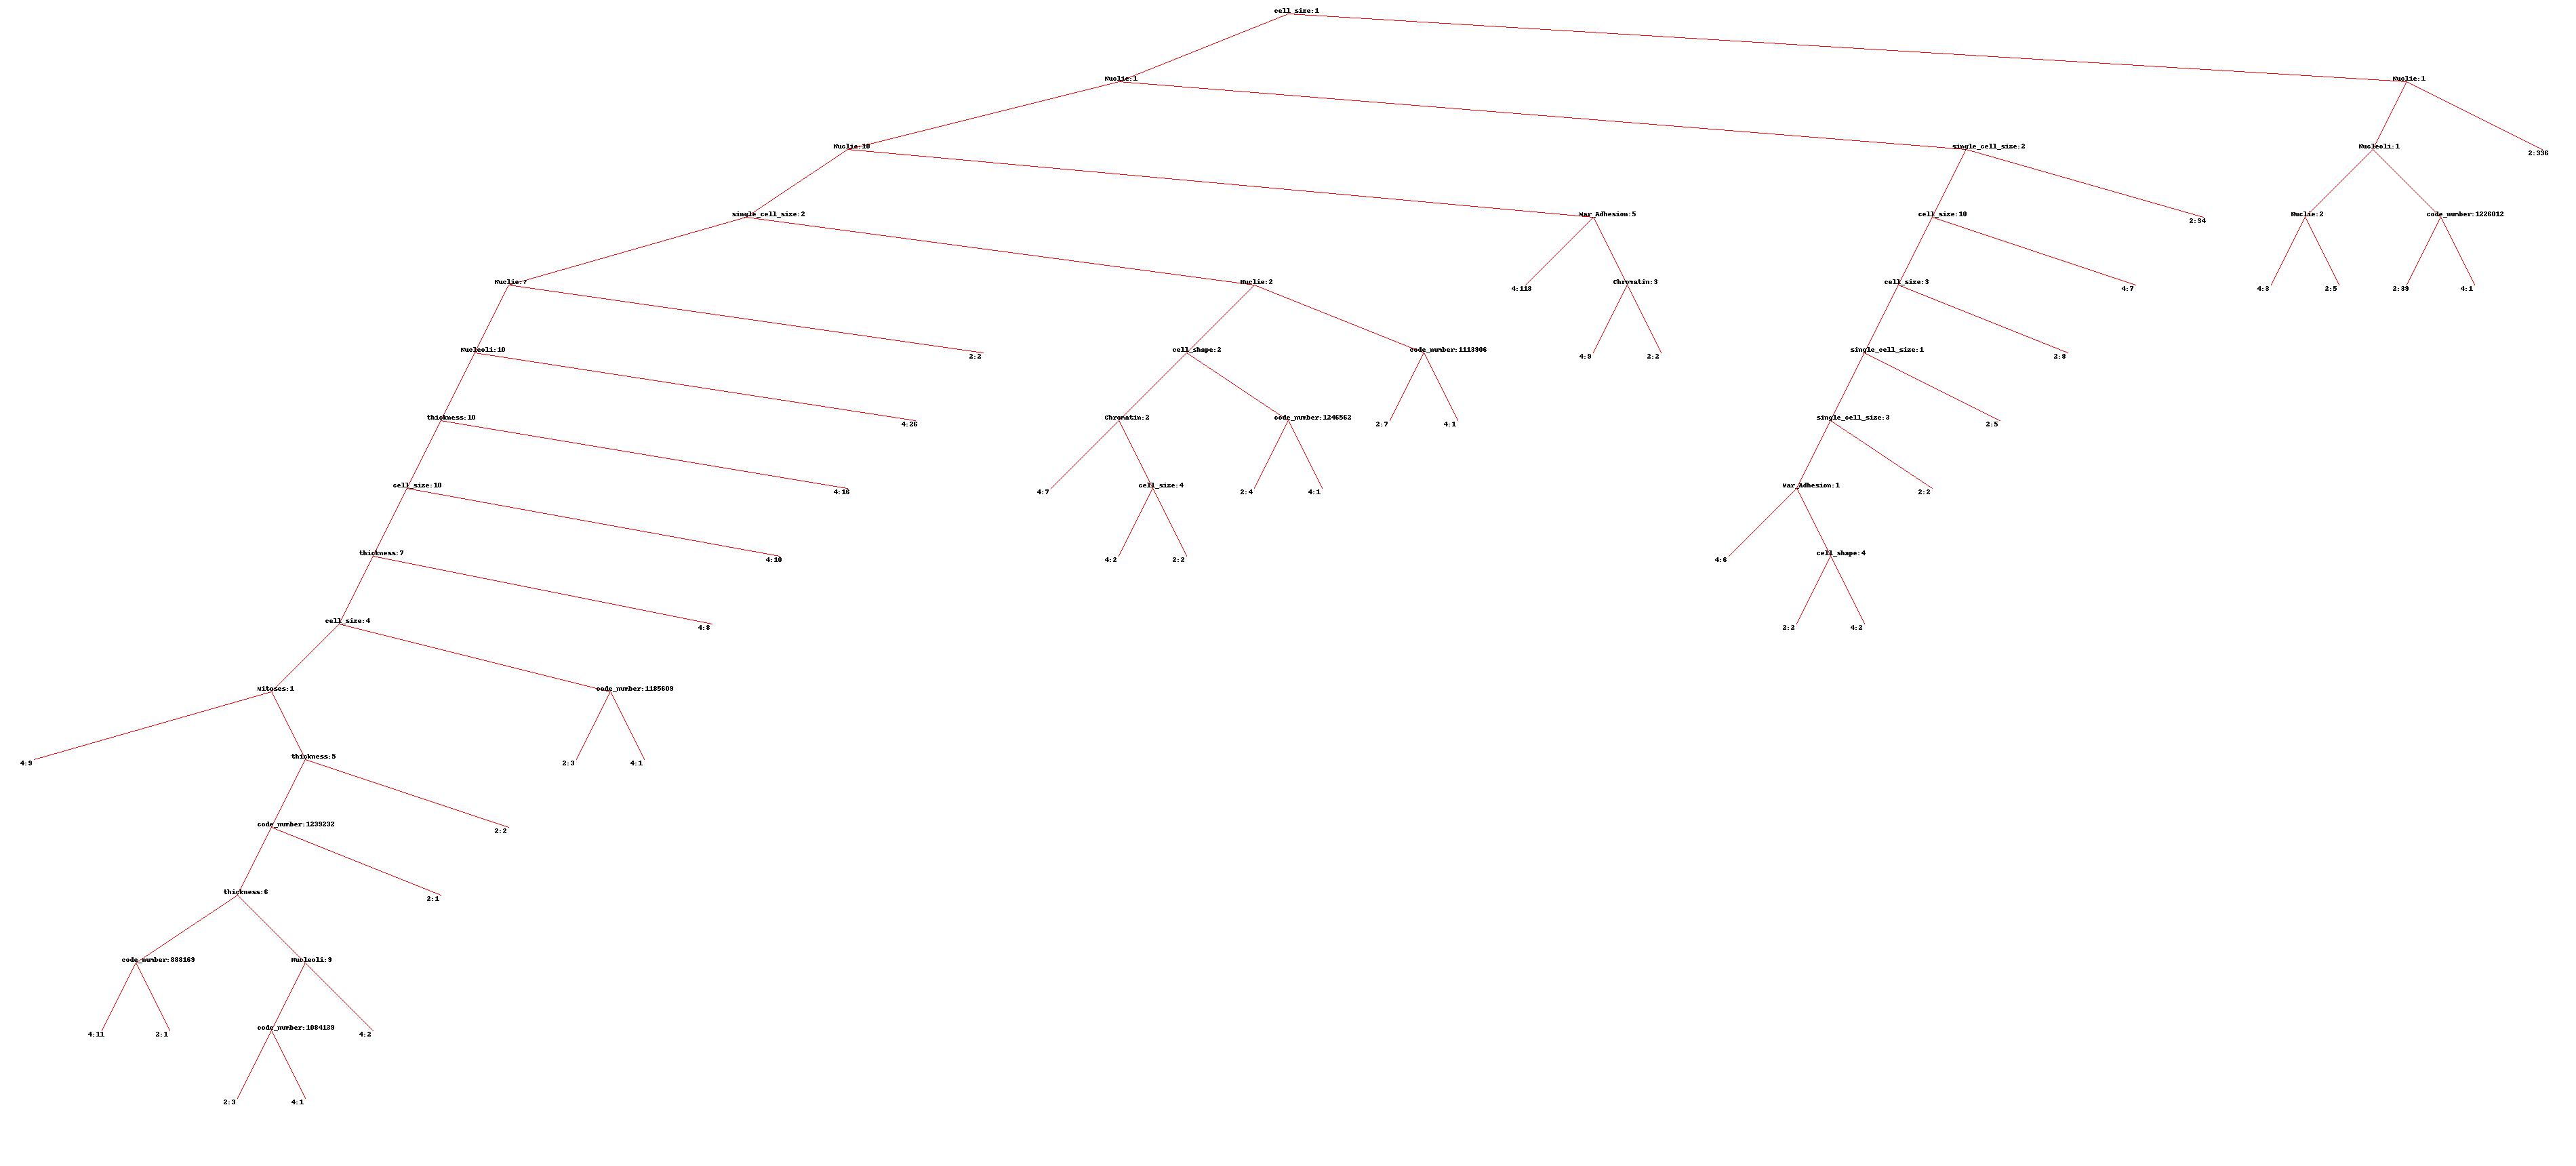 cell_size:1
Nuclie:1
Nuclie:1
Nuclie:10
single_cell_size:2
Nucleoli:1
2:336
single_cell_size:2
Mar_Adhesion:5
cell_size:10
2:34
Nuclie:2
code_number:1226012
Nuclie:?
Nuclie:2
4:118
Chromatin:3
cell_size:3
4:7
4:3
2:5
2:39
4:1
Nucleoli:10
2:2
cell_shape:2
code_number:1113906
4:9
2:2
single_cell_size:1
2:8
thickness:10
4:26
Chromatin:2
code_number:1246562
2:7
4:1
single_cell_size:3
2:5
cell_size:10
4:16
4:7
cell_size:4
2:4
4:1
Mar_Adhesion:1
2:2
thickness:7
4:10
4:2
2:2
4:6
cell_shape:4
cell_size:4
4:8
2:2
4:2
Mitoses:1
code_number:1185609
4:9
thickness:5
2:3
4:1
code_number:1239232
2:2
thickness:6
2:1
code_number:888169
Nucleoli:9
4:11
2:1
code_number:1084139
4:2
2:3
4:1